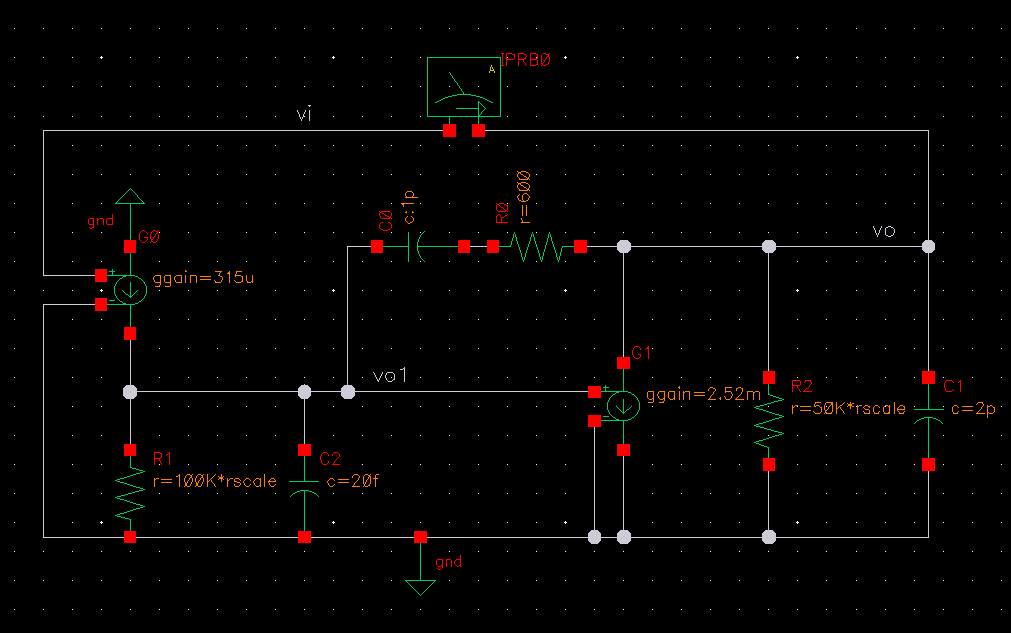 IPRB0
A
vi
C0
c:1p
R0
r=600
vo
gnd
G0
+
ggain=315u
-
vo1
G1
+
ggain=2.52m
-
R2
r=50K*rscale
C1
c=2p
R1
r=100K*rscale
C2
c=20f
gnd